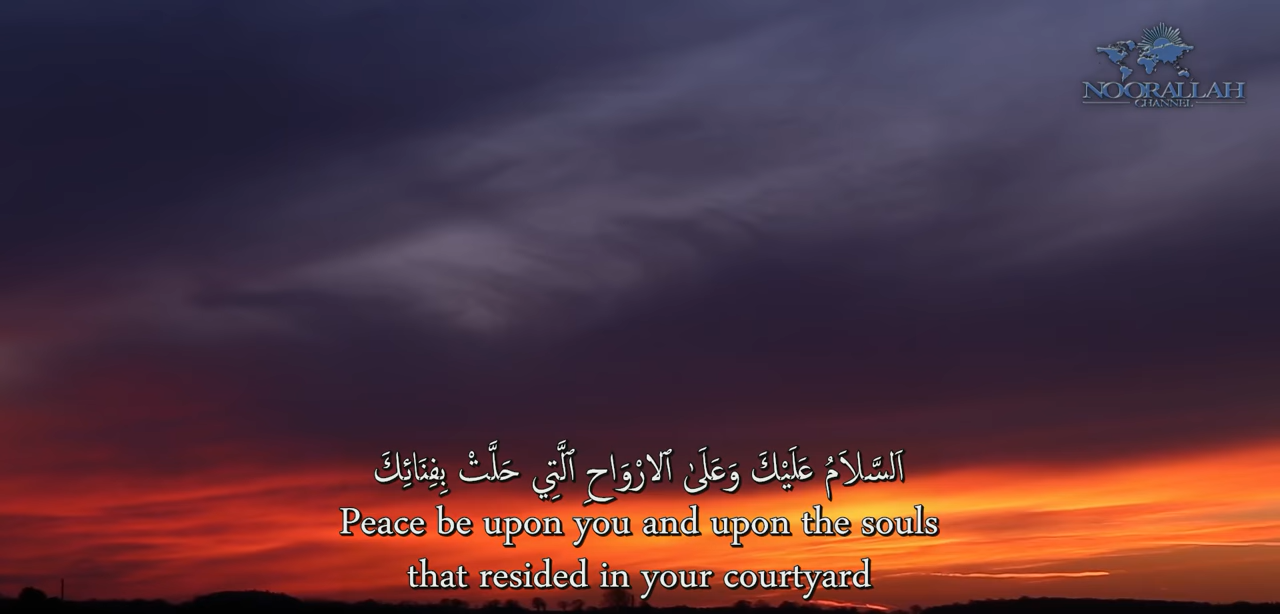 NOORALLAH
CHANNEL
اَلسَّلاَمُ عَلَيْكَ وَعَلَىٰ ٱلارْوَاحِ ٱلَّتِي حَلَّتْ بِفِنَائِكَ
Peace be upon you and upon the souls
that resided in your courtyard